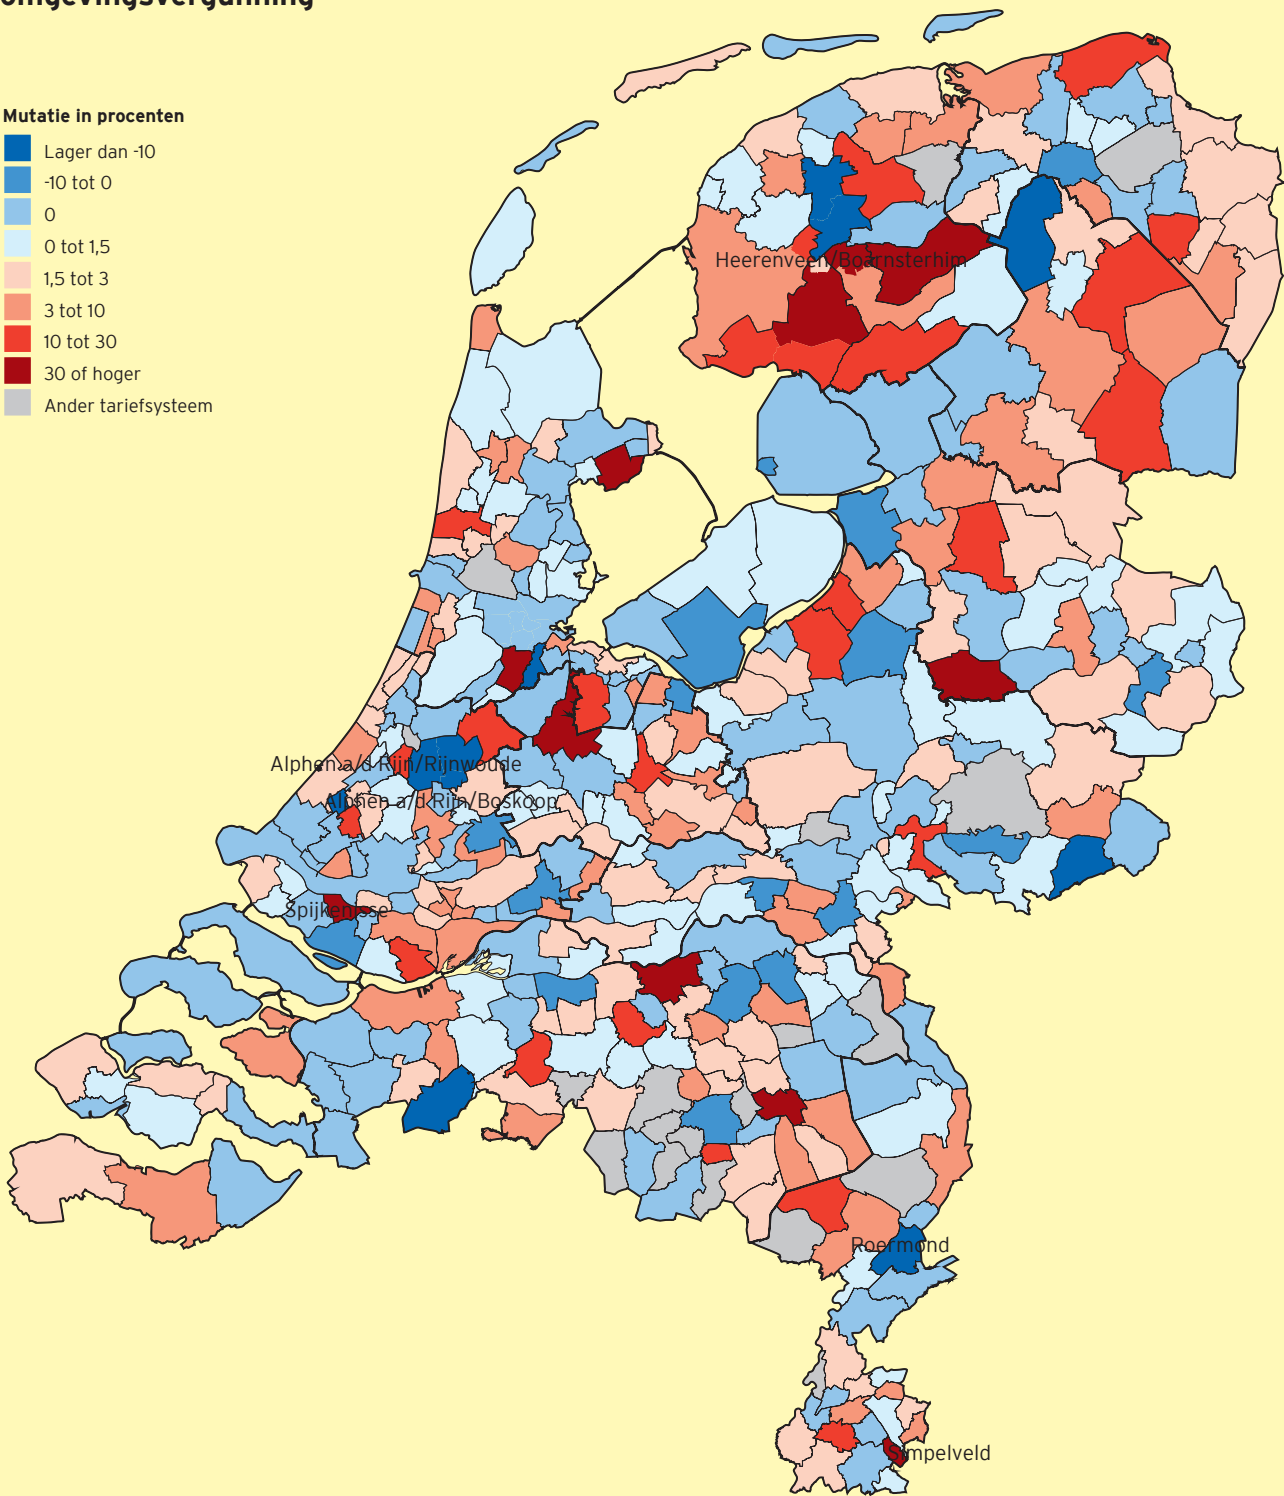 omgevingsvergunning
Mutatie in procenten
Lager dan -10
-10 tot 0
0
0 tot 1,5
1,5 tot 3
3 tot 10
10 tot 30
30 of hoger
Ander tariefsysteem
Heerenveen/Boarnsterhim
Alphen a/d Rijn/Rijnwoude
Alphen a/d Rijn/Boskoop
Spijkenisse
Roermond
Simpelveld